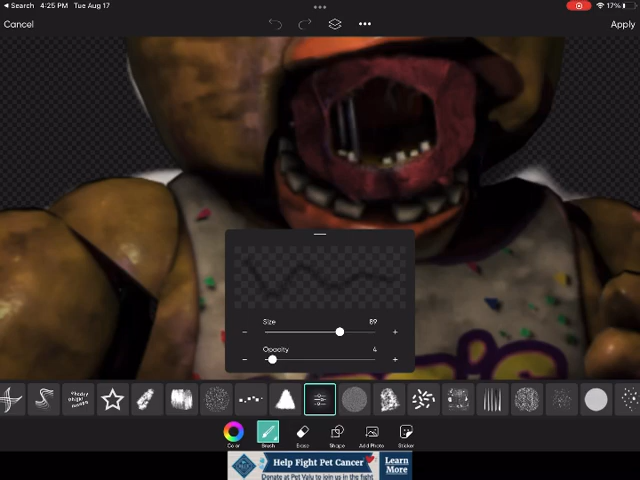 Search 4:25 PM Tue Aug 17
17%
Cancel
Apply
Size 89
Opacity 4
Color Brush Erase Shape Add Photo Sticker
Help Fight Pet Cancer
Donate at Pet Valu to join us in the fight
Learn
More